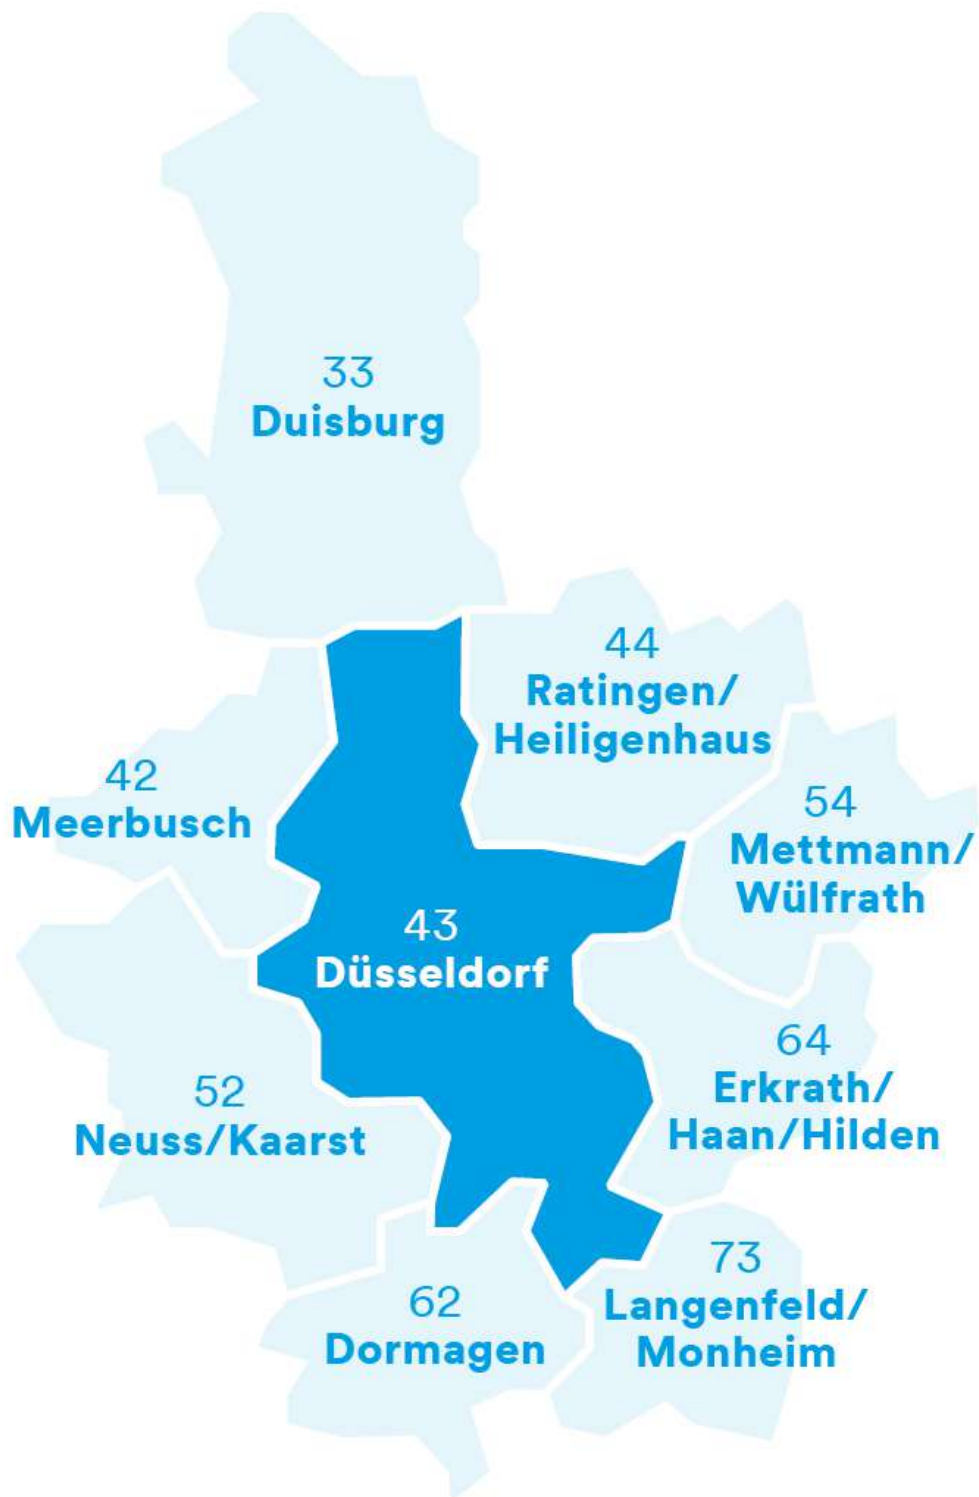 33
Duisburg
44
Ratingen/
Heiligenhaus
42
Meerbusch
54
Mettmann/
Wülfrath
43
Düsseldorf
64
Erkrath/
Haan/Hilden
52
Neuss/Kaarst
73
Langenfeld/
Monheim
62
Dormagen